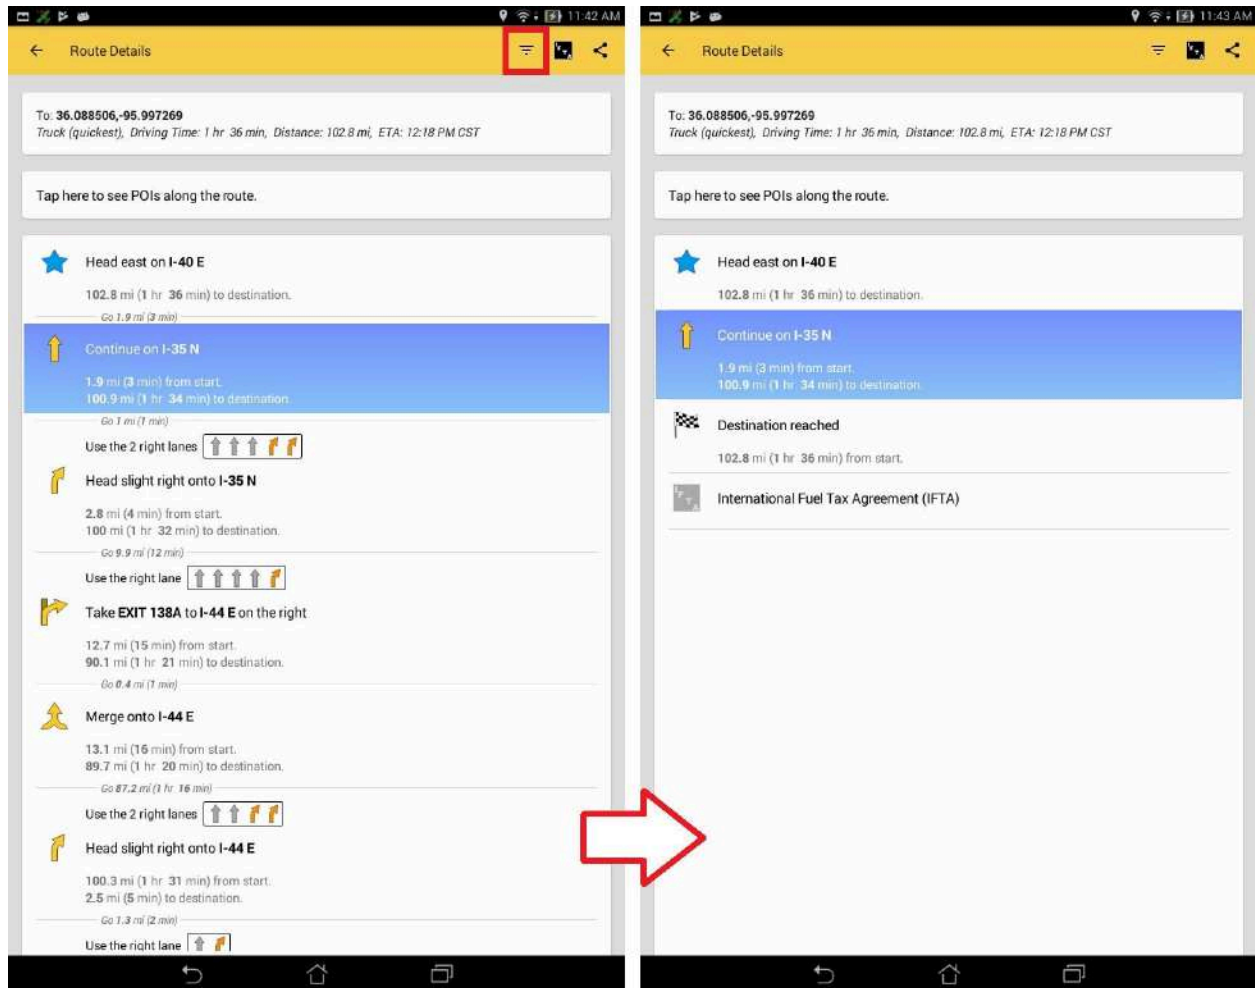 11:42 AM
Route Details
To: 36.088506,-95.997269
Truck (quickest), Driving Time: 1 hr 36 min, Distance: 102.8 mi, ETA: 12:18 PM CST
Tap here to see POIs along the route.
Head east on I-40 E
102.8 mi (1 hr 36 min) to destination.
Go 1.9 mi (3 min)
Continue on I-35 N
1.9 mi (3 min) from start.
100.9 mi (1 hr 34 min) to destination.
Go 1 mi (1 min)
Use the 2 right lanes
Head slight right onto I-35 N
2.8 mi (4 min) from start.
100 mi (1 hr 32 min) to destination.
Go 9.9 mi (12 min)
Use the right lane
Take EXIT 138A to I-44 E on the right
12.7 mi (15 min) from start.
90.1 mi (1 hr 21 min) to destination.
Go 0.4 mi (1 min)
Merge onto I-44 E
13.1 mi (16 min) from start.
89.7 mi (1 hr 20 min) to destination.
Go 87.2 mi (1 hr 16 min)
Use the 2 right lanes
Head slight right onto I-44 E
100.3 mi (1 hr 31 min) from start.
2.5 mi (5 min) to destination.
Go 1.3 mi (2 min)
Use the right lane
11:43 AM
Route Details
To: 36.088506,-95.997269
Truck (quickest), Driving Time: 1 hr 36 min, Distance: 102.8 mi, ETA: 12:18 PM CST
Tap here to see POIs along the route.
Head east on I-40 E
102.8 mi (1 hr 36 min) to destination.
Continue on I-35 N
1.9 mi (3 min) from start.
100.9 mi (1 hr 34 min) to destination.
Destination reached
102.8 mi (1 hr 36 min) from start.
International Fuel Tax Agreement (IFTA)